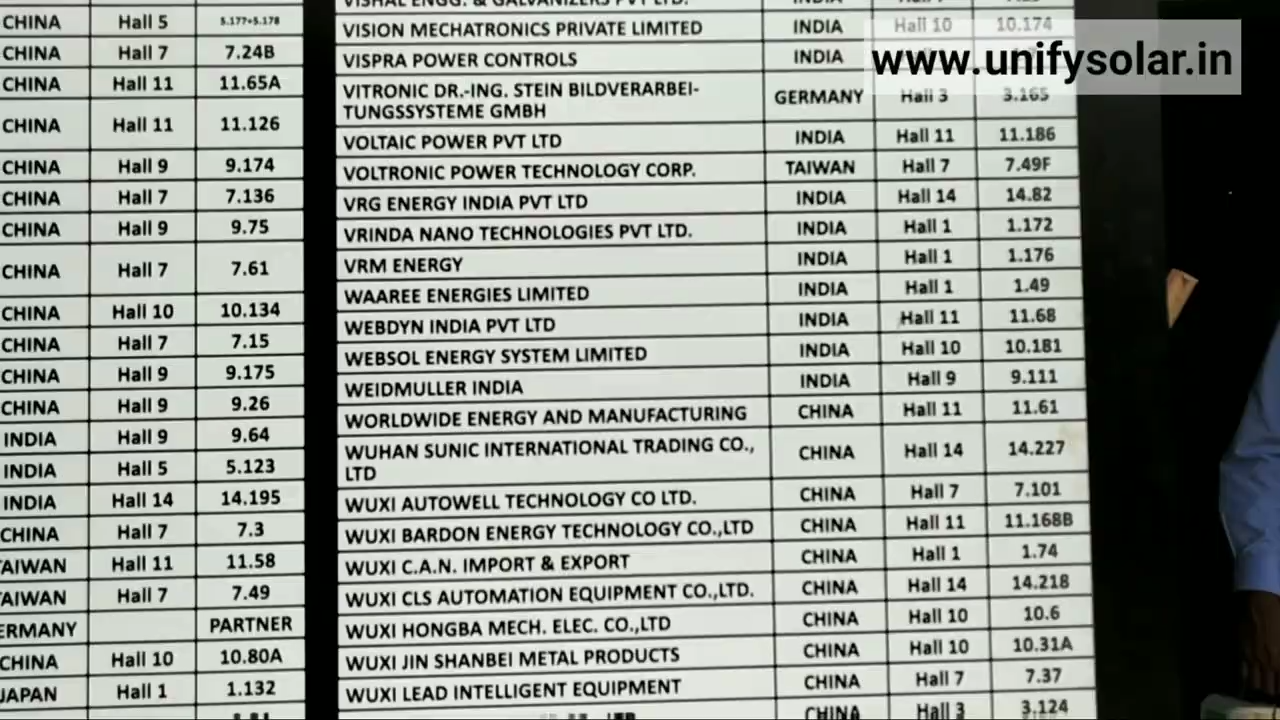 CHINA Hall 5 5.177+5.178
CHINA Hall 7 7.24B
CHINA Hall 11 11.65A
CHINA Hall 11 11.126
CHINA Hall 9 9.174
CHINA Hall 7 7.136
CHINA Hall 9 9.75
CHINA Hall 7 7.61
CHINA Hall 10 10.134
CHINA Hall 7 7.15
CHINA Hall 9 9.175
CHINA Hall 9 9.26
INDIA Hall 9 9.64
INDIA Hall 5 5.123
INDIA Hall 14 14.195
CHINA Hall 7 7.3
TAIWAN Hall 11 11.58
TAIWAN Hall 7 7.49
ERMANY PARTNER
CHINA Hall 10 10.80A
JAPAN Hall 1 1.132
VISHAL ENGG. & GALVANIZERS PVT LTD. INDIA
VISION MECHATRONICS PRIVATE LIMITED INDIA Hall 10 10.174
VISPRA POWER CONTROLS INDIA
www.unifysolar.in
VITRONIC DR.-ING. STEIN BILDVERARBEI-
TUNGSSYSTEME GMBH GERMANY Hall 3 3.165
VOLTAIC POWER PVT LTD INDIA Hall 11 11.186
VOLTRONIC POWER TECHNOLOGY CORP. TAIWAN Hall 7 7.49F
VRG ENERGY INDIA PVT LTD INDIA Hall 14 14.82
VRINDA NANO TECHNOLOGIES PVT LTD. INDIA Hall 1 1.172
VRM ENERGY INDIA Hall 1 1.176
WAAREE ENERGIES LIMITED INDIA Hall 1 1.49
WEBDYN INDIA PVT LTD INDIA Hall 11 11.68
WEBSOL ENERGY SYSTEM LIMITED INDIA Hall 10 10.181
WEIDMULLER INDIA INDIA Hall 9 9.111
WORLDWIDE ENERGY AND MANUFACTURING CHINA Hall 11 11.61
WUHAN SUNIC INTERNATIONAL TRADING CO.,
LTD CHINA Hall 14 14.227
WUXI AUTOWELL TECHNOLOGY CO LTD. CHINA Hall 7 7.101
WUXI BARDON ENERGY TECHNOLOGY CO.,LTD CHINA Hall 11 11.168B
WUXI C.A.N. IMPORT & EXPORT CHINA Hall 1 1.74
WUXI CLS AUTOMATION EQUIPMENT CO.,LTD. CHINA Hall 14 14.218
WUXI HONGBA MECH. ELEC. CO.,LTD CHINA Hall 10 10.6
WUXI JIN SHANBEI METAL PRODUCTS CHINA Hall 10 10.31A
WUXI LEAD INTELLIGENT EQUIPMENT CHINA Hall 7 7.37
CHINA Hall 3 3.124